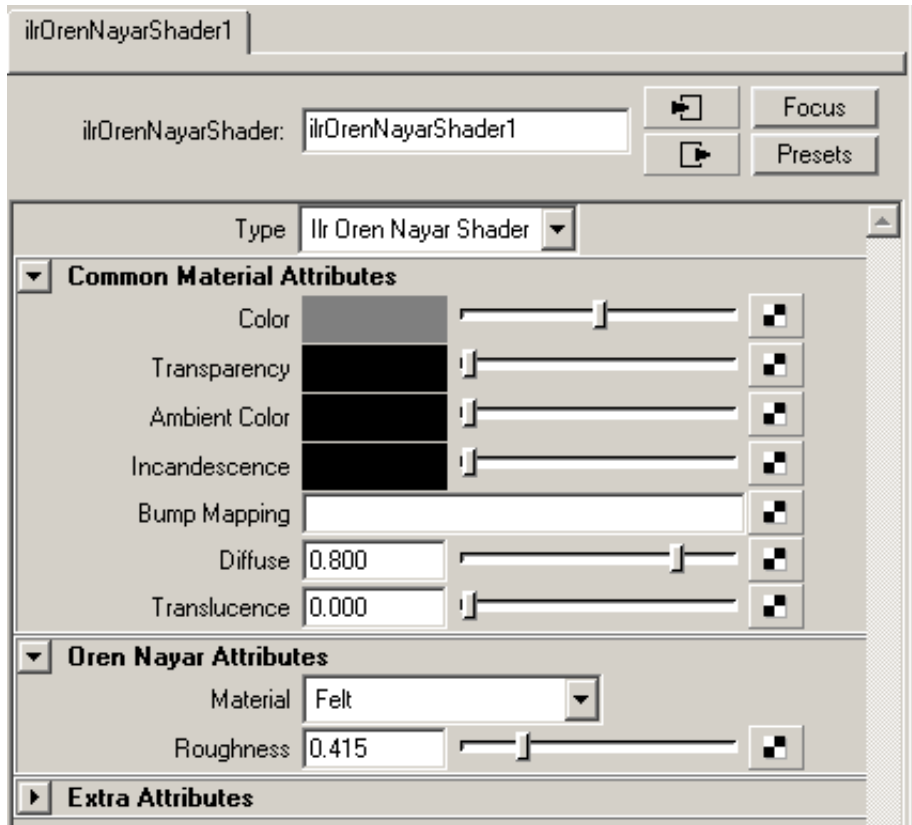 ilrOrenNayarShader1
ilrOrenNayarShader: ilrOrenNayarShader1
Focus
Presets
Type Ilr Oren Nayar Shader
Common Material Attributes
Color
Transparency
Ambient Color
Incandescence
Bump Mapping
Diffuse 0.800
Translucence 0.000
Oren Nayar Attributes
Material Felt
Roughness 0.415
Extra Attributes